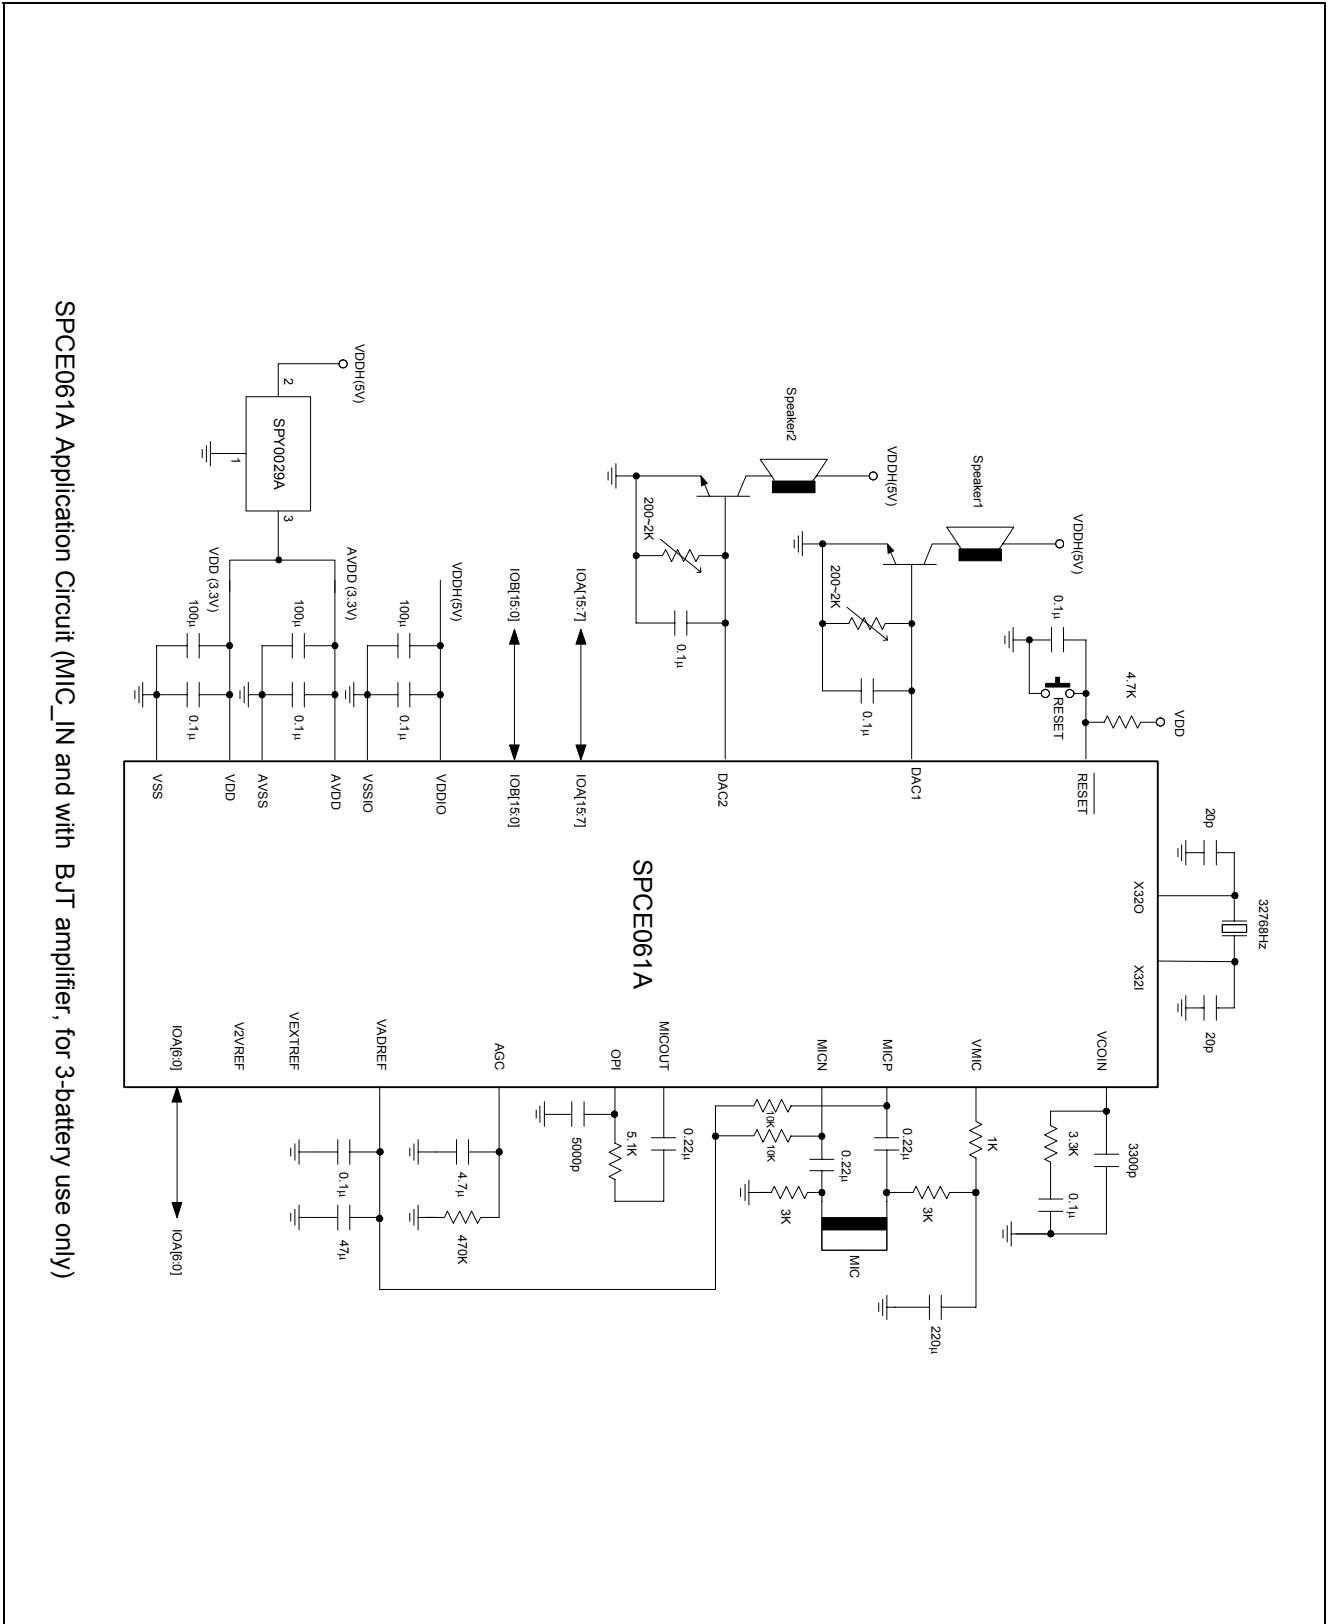 VDD
4.7K
0.1μ
RESET
RESET
VDDH(5V)
Speaker1
200~2K
0.1μ
DAC1
VDDH(5V)
Speaker2
200~2K
0.1μ
DAC2
IOA[15:7]
IOA[15:7]
IOB[15:0]
IOB[15:0]
VDDH(5V)
100μ
0.1μ
VDDIO
VSSIO
AVDD (3.3V)
100μ
0.1μ
AVDD
AVSS
VDD (3.3V)
100μ
0.1μ
VDD
VSS
VDDH(5V)
2
SPY0029A
1
3
20p
32768Hz
20p
X32O
X32I
SPCE061A
VCOIN
3300p
3.3K
0.1μ
VMIC
1K
220μ
3K
MICP
0.22μ
MIC
MICN
0.22μ
3K
10K
10K
MICOUT
0.22μ
OPI
5.1K
5000p
AGC
4.7μ
470K
VADREF
0.1μ
47μ
VEXTREF
V2VREF
IOA[6:0]
IOA[6:0]
SPCE061A Application Circuit (MIC_IN and with BJT amplifier, for 3-battery use only)